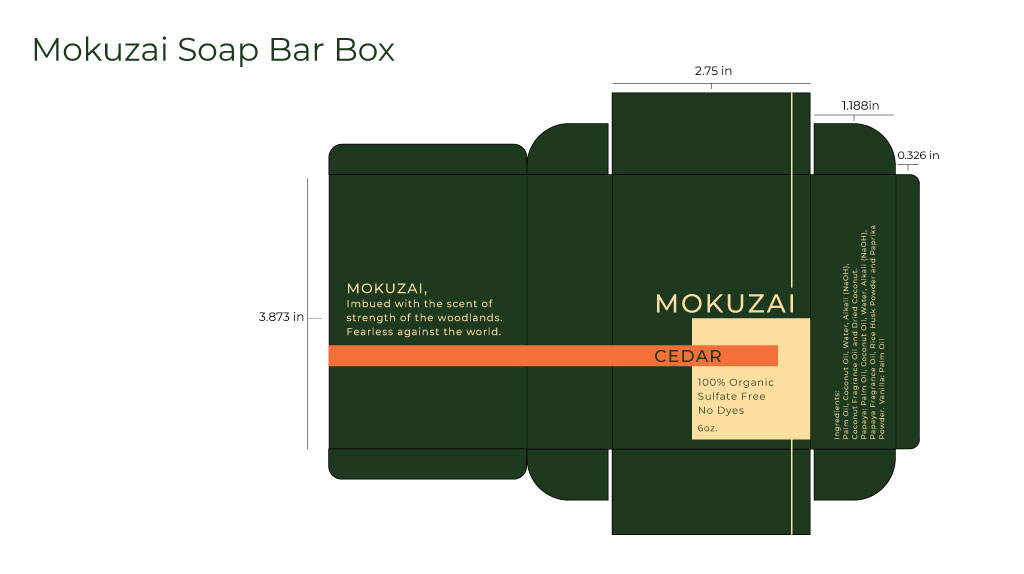 Mokuzai Soap Bar Box
2.75 in
1.188in
0.326 in
3.873 in
MOKUZAI,
Imbued with the scent of
strength of the woodlands.
Fearless against the world.
MOKUZAI
CEDAR
100% Organic
Sulfate Free
No Dyes
6oz.
Ingredients:
Palm Oil, Coconut Oil, Water, Alkali (NaOH),
Coconut Fragrance Oil and Dried Coconut.
Papaya: Palm Oil, Coconut Oil, Water, Alkali (NaOH),
Papaya Fragrance Oil, Rice Husk Powder and Paprika
Powder. Vanilla: Palm Oil